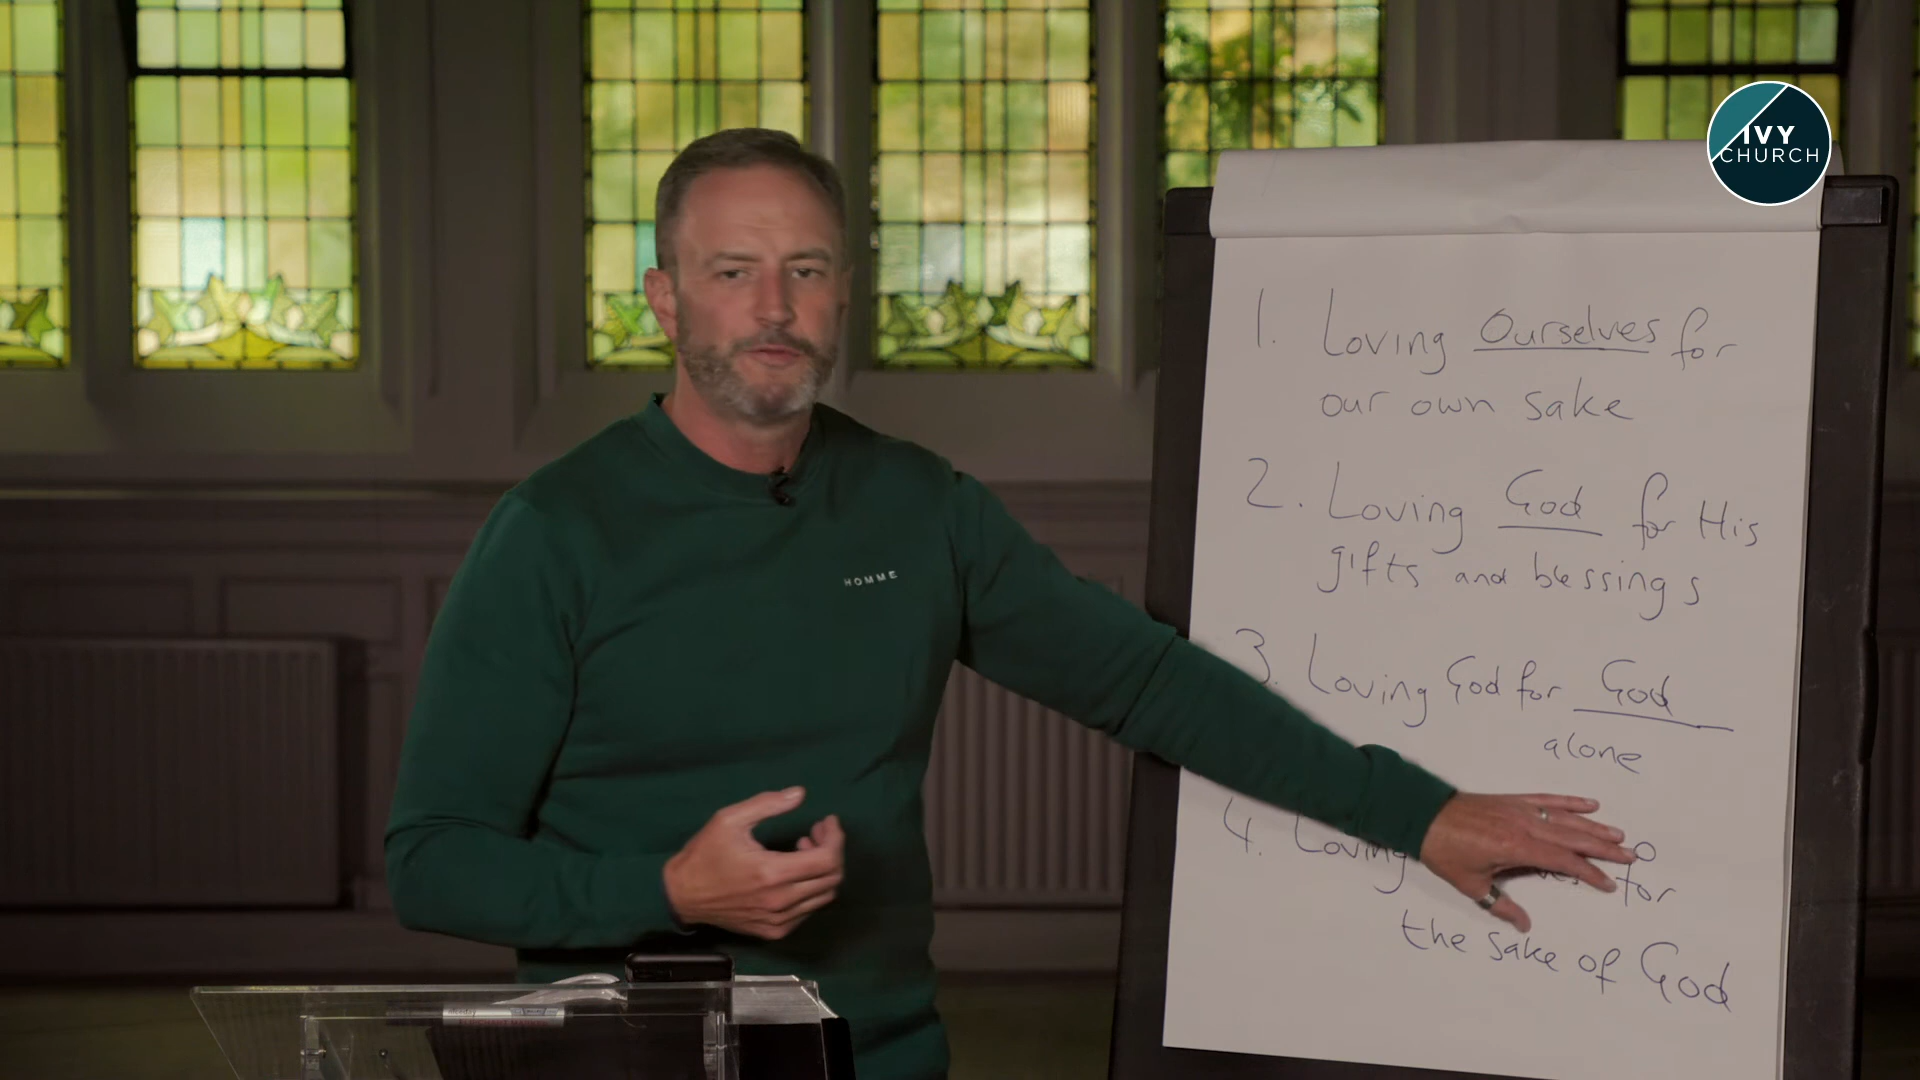 IVY
CHURCH
1. Loving Ourselves for
our own sake
2. Loving God for His
gifts and blessings
3. Loving God for God
alone
4. Loving
for
the sake of God
HOMME